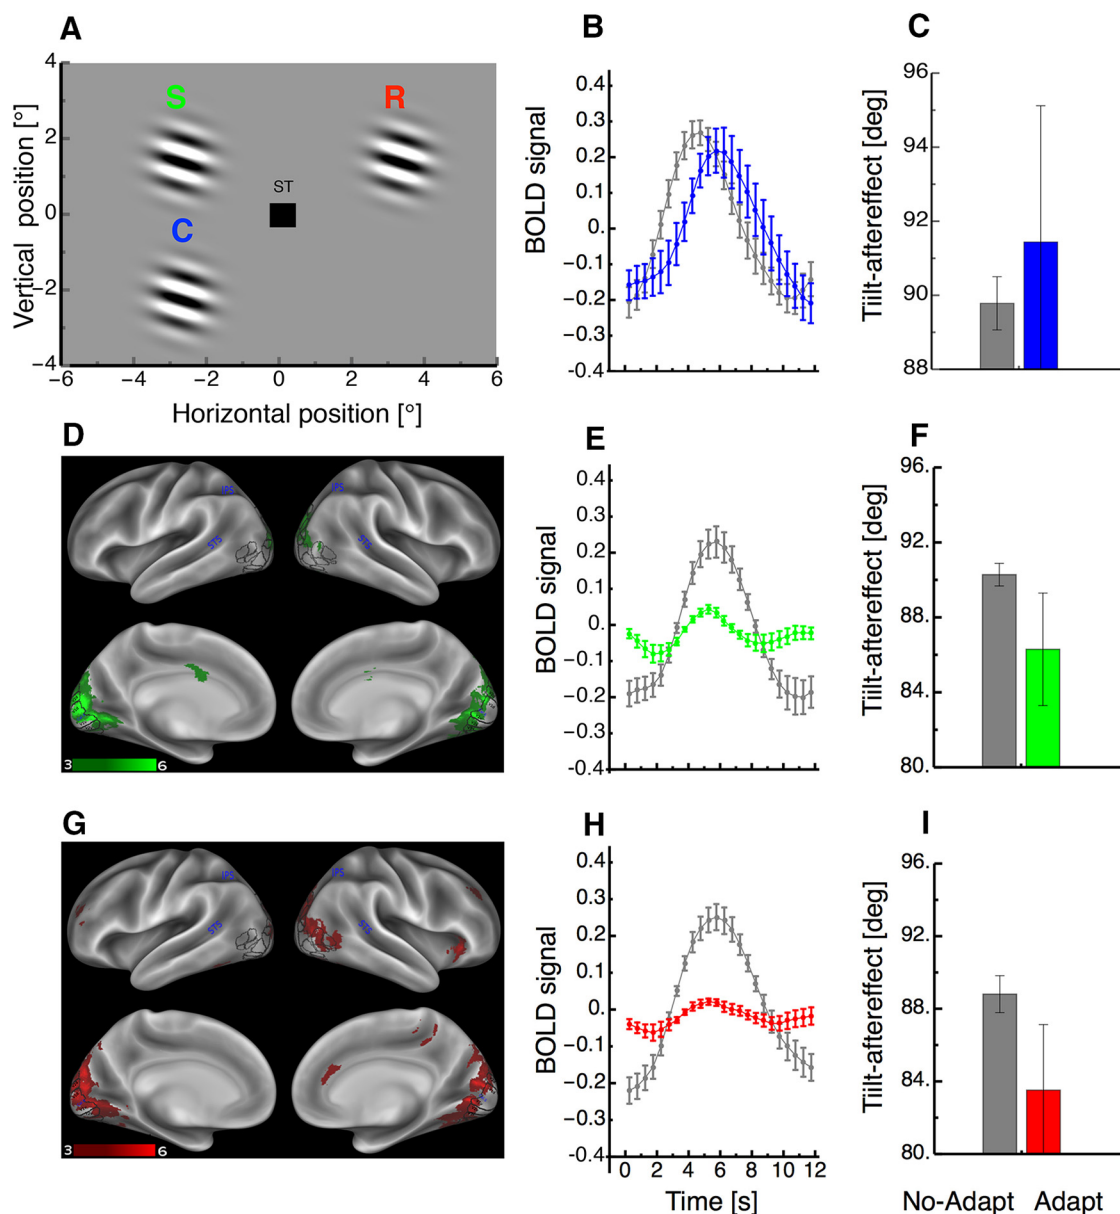 A
4
2
0
−2
−4
Vertical position [°]
S
R
ST
C
−6 −4 −2 0 2 4 6
Horizontal position [°]
B
0.4
0.3
0.2
0.1
0.
−0.1
−0.2
−0.3
-0.4
BOLD signal
C
96
94
92
90
88
Tiilt-aftereffect [deg]
D
IPS
STS
IPS
STS
3 6
E
0.4
0.3
0.2
0.1
0.
−0.1
−0.2
−0.3
-0.4
BOLD signal
F
96.
92.
88.
84.
80.
Tiilt-aftereffect [deg]
G
IPS
STS
IPS
STS
3 6
H
0.4
0.3
0.2
0.1
0.
−0.1
−0.2
−0.3
-0.4
BOLD signal
0 2 4 6 8 10 12
Time [s]
I
96.
92.
88.
84.
80.
Tiilt-aftereffect [deg]
No-Adapt Adapt